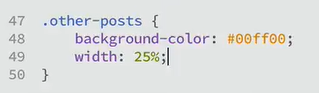 47 .other-posts {
48 background-color: #00ff00;
49 width: 25%;
50 }